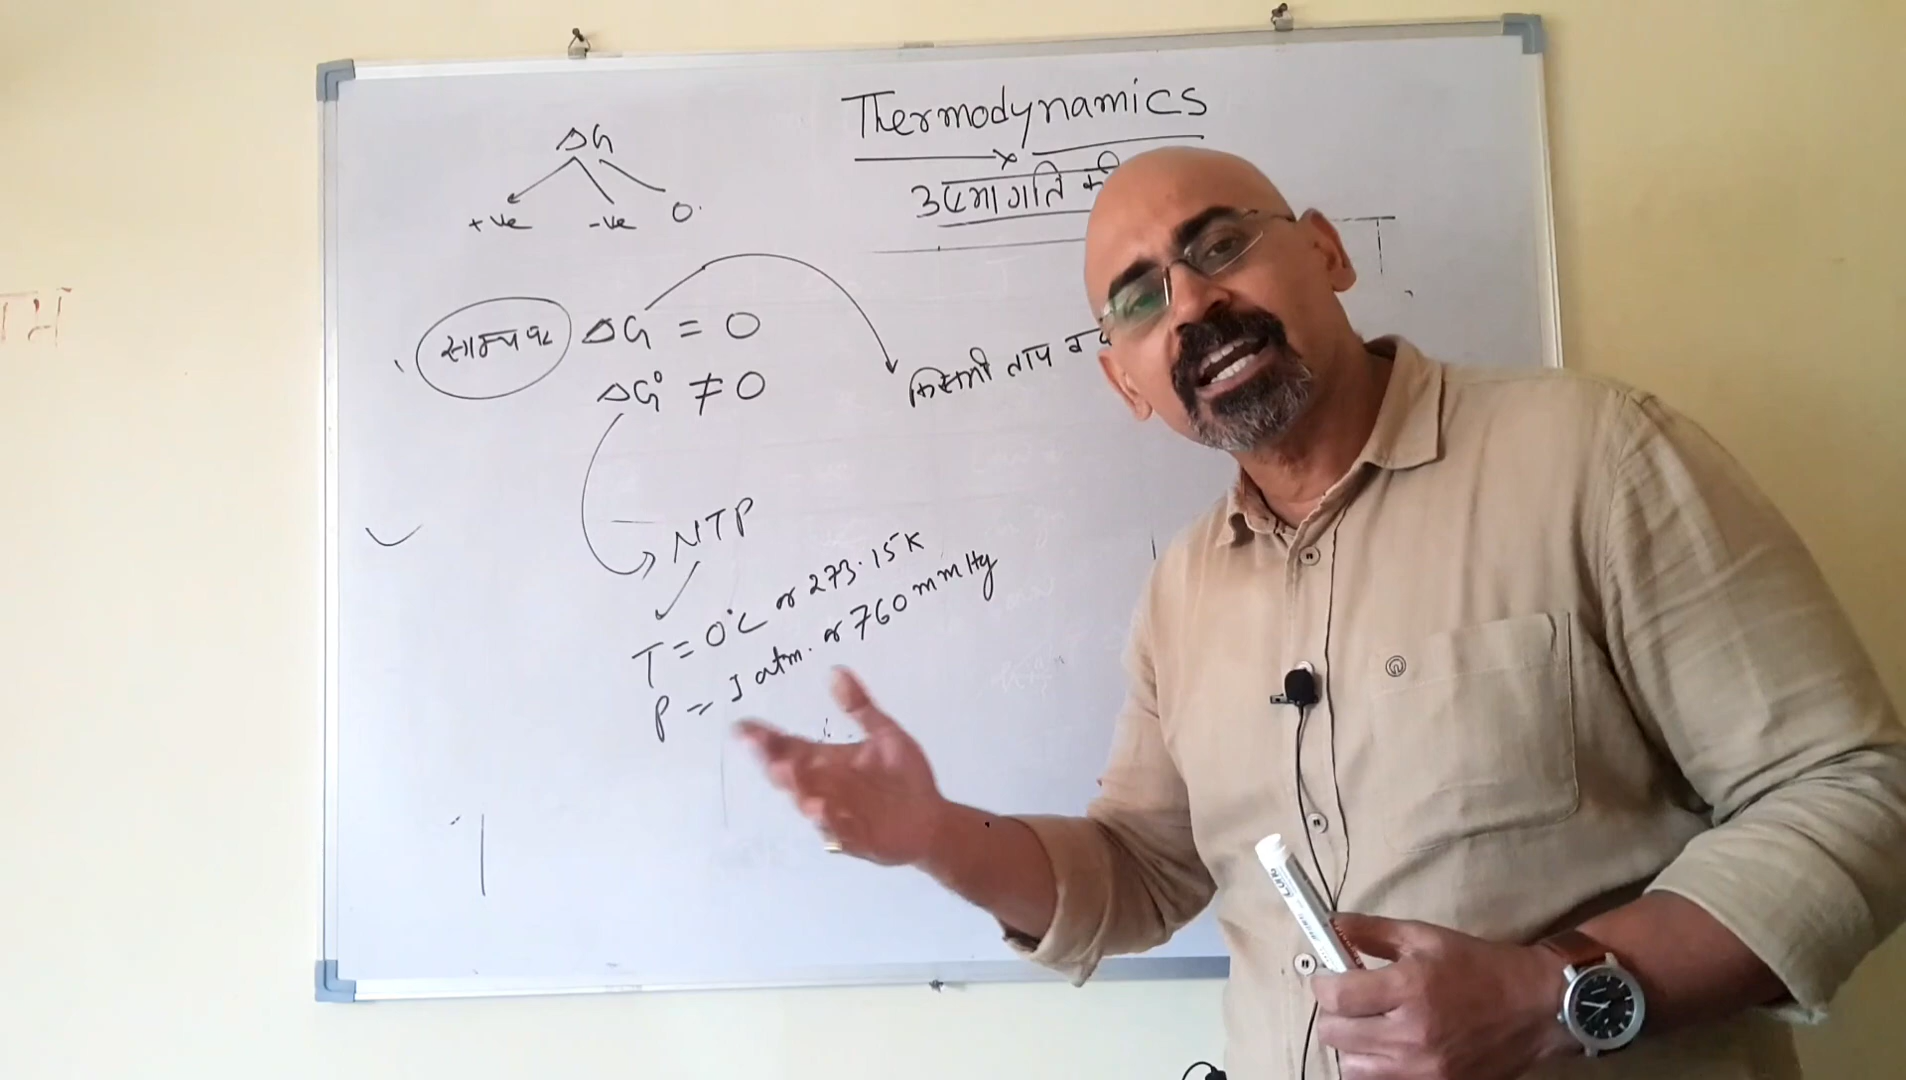 Thermodynamics
उष्मागति की
ΔG
+ve -ve 0
साम्य पर ΔG = 0
ΔG° ≠ 0
किसी ताप व
NTP
T = 0°C or 273.15K
P = 1 atm. or 760 mm Hg